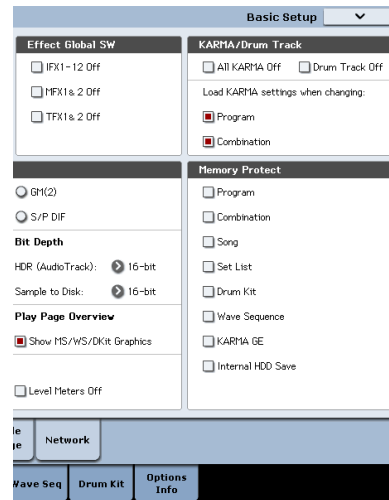 Basic Setup
Effect Global SW
IFX1-12 Off
MFX1& 2 Off
TFX1& 2 Off
KARMA/Drum Track
All KARMA Off
Drum Track Off
Load KARMA settings when changing:
Program
Combination
GM(2)
S/P DIF
Bit Depth
HDR (AudioTrack): 16-bit
Sample to Disk: 16-bit
Play Page Overview
Show MS/WS/DKit Graphics
Level Meters Off
Memory Protect
Program
Combination
Song
Set List
Drum Kit
Wave Sequence
KARMA GE
Internal HDD Save
Network
Wave Seq
Drum Kit
Options
Info